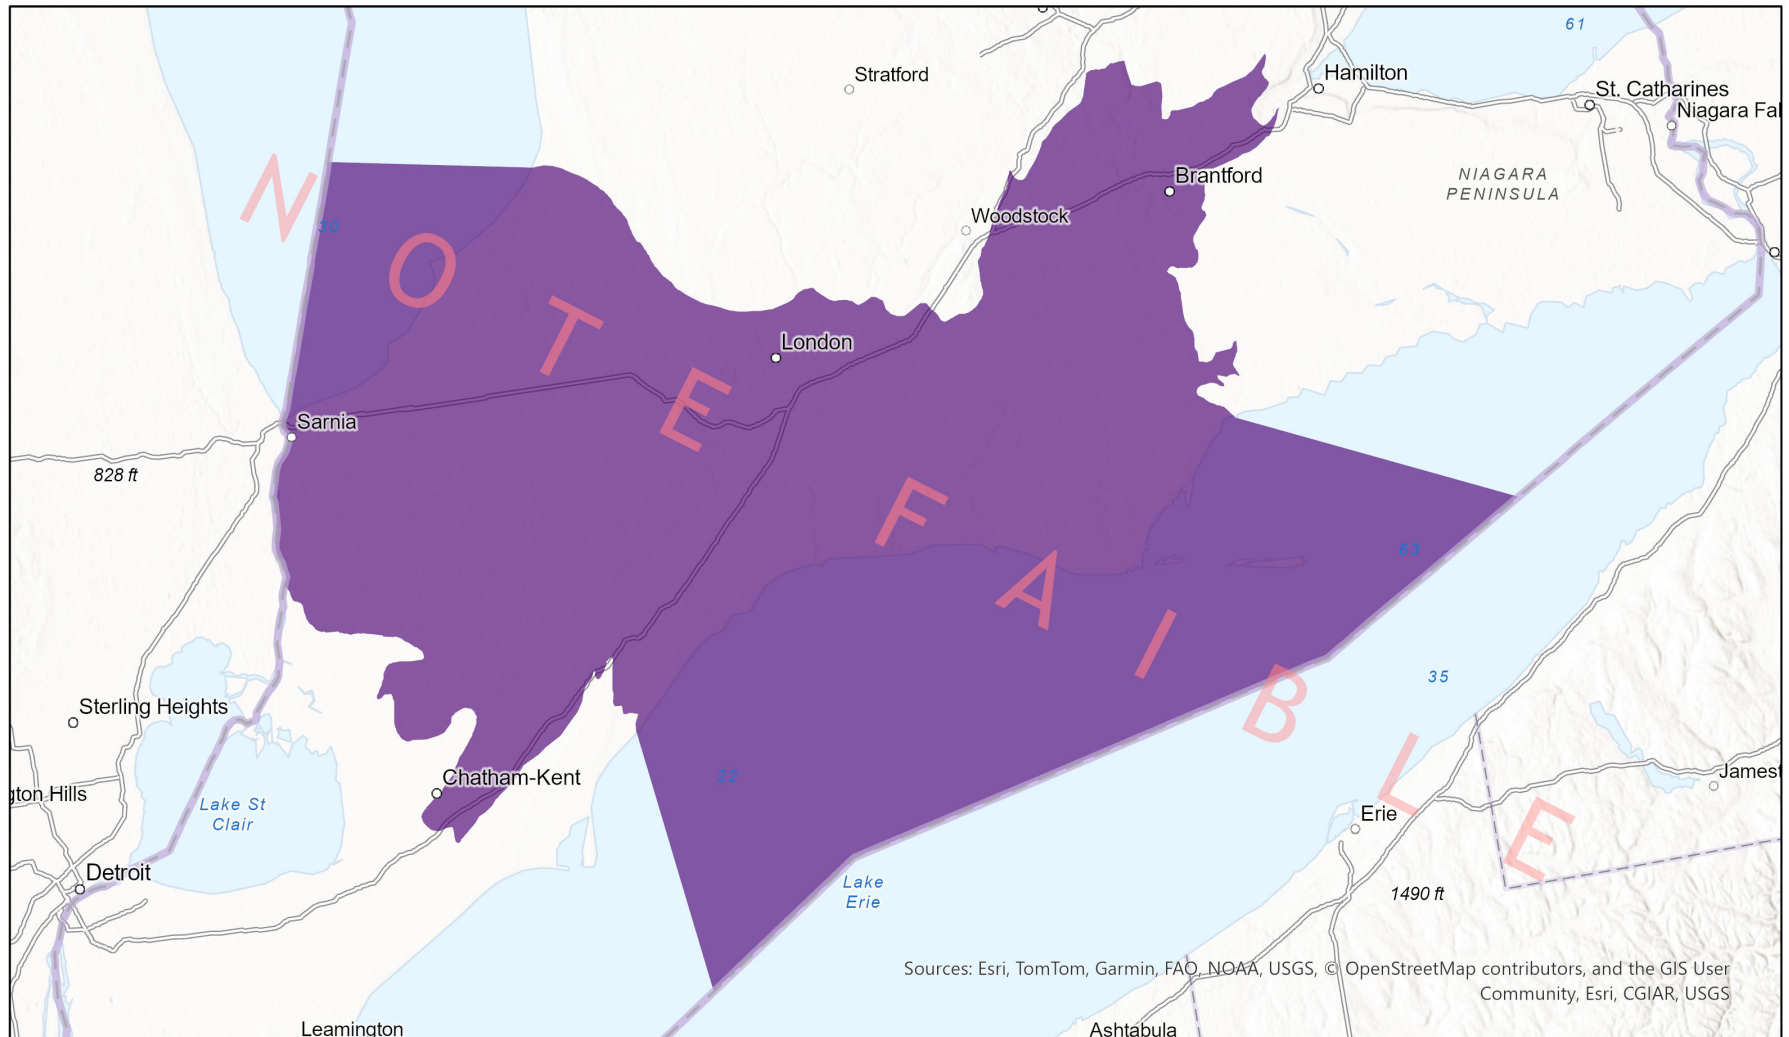 61
Stratford
Hamilton
St. Catharines
Niagara Fal
NIAGARA
PENINSULA
Brantford
Woodstock
30
London
Sarnia
828 ft
NOTE FAIBLE
63
35
Sterling Heights
Chatham-Kent
22
gton Hills
Lake St
Clair
Jamest
Erie
Detroit
Lake
Erie
1490 ft
Sources: Esri, TomTom, Garmin, FAO, NOAA, USGS, © OpenStreetMap contributors, and the GIS User
Community, Esri, CGIAR, USGS
Leamington
Ashtabula